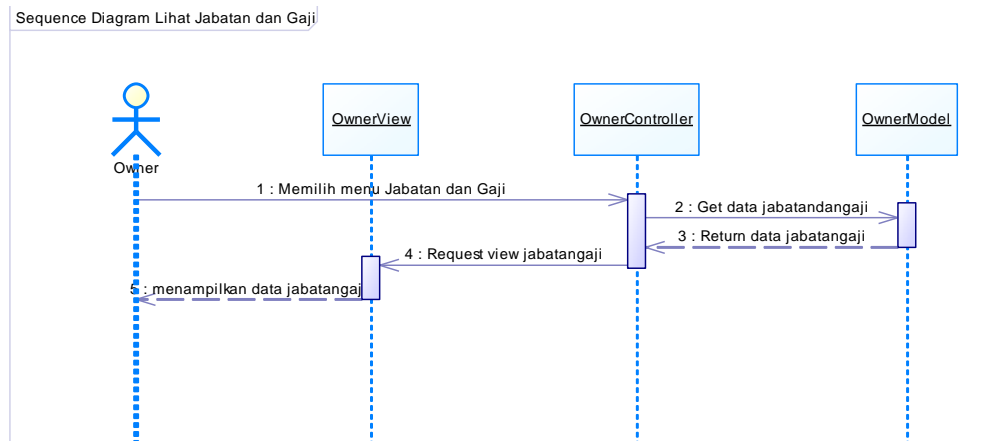 Sequence Diagram Lihat Jabatan dan Gaji
OwnerView
OwnerController
OwnerModel
Owner
1 : Memilih menu Jabatan dan Gaji
2 : Get data jabatandangaji
3 : Return data jabatangaji
4 : Request view jabatangaji
5 : menampilkan data jabatangaj